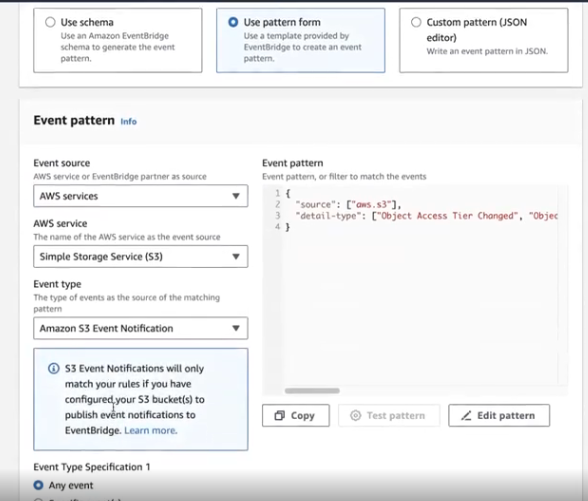 Use schema
Use an Amazon EventBridge
schema to generate the event
pattern.
Use pattern form
Use a template provided by
EventBridge to create an event
pattern.
Custom pattern (JSON
editor)
Write an event pattern in JSON.
Event pattern Info
Event source
AWS service or EventBridge partner as source
AWS services
AWS service
The name of the AWS service as the event source
Simple Storage Service (S3)
Event type
The type of events as the source of the matching
pattern
Amazon S3 Event Notification
S3 Event Notifications will only
match your rules if you have
configured your S3 bucket(s) to
publish event notifications to
EventBridge. Learn more.
Event Type Specification 1
Any event
Event pattern
Event pattern, or filter to match the events
1 {
2 "source": ["aws.s3"],
3 "detail-type": ["Object Access Tier Changed", "Objec
4 }
Copy
Test pattern
Edit pattern